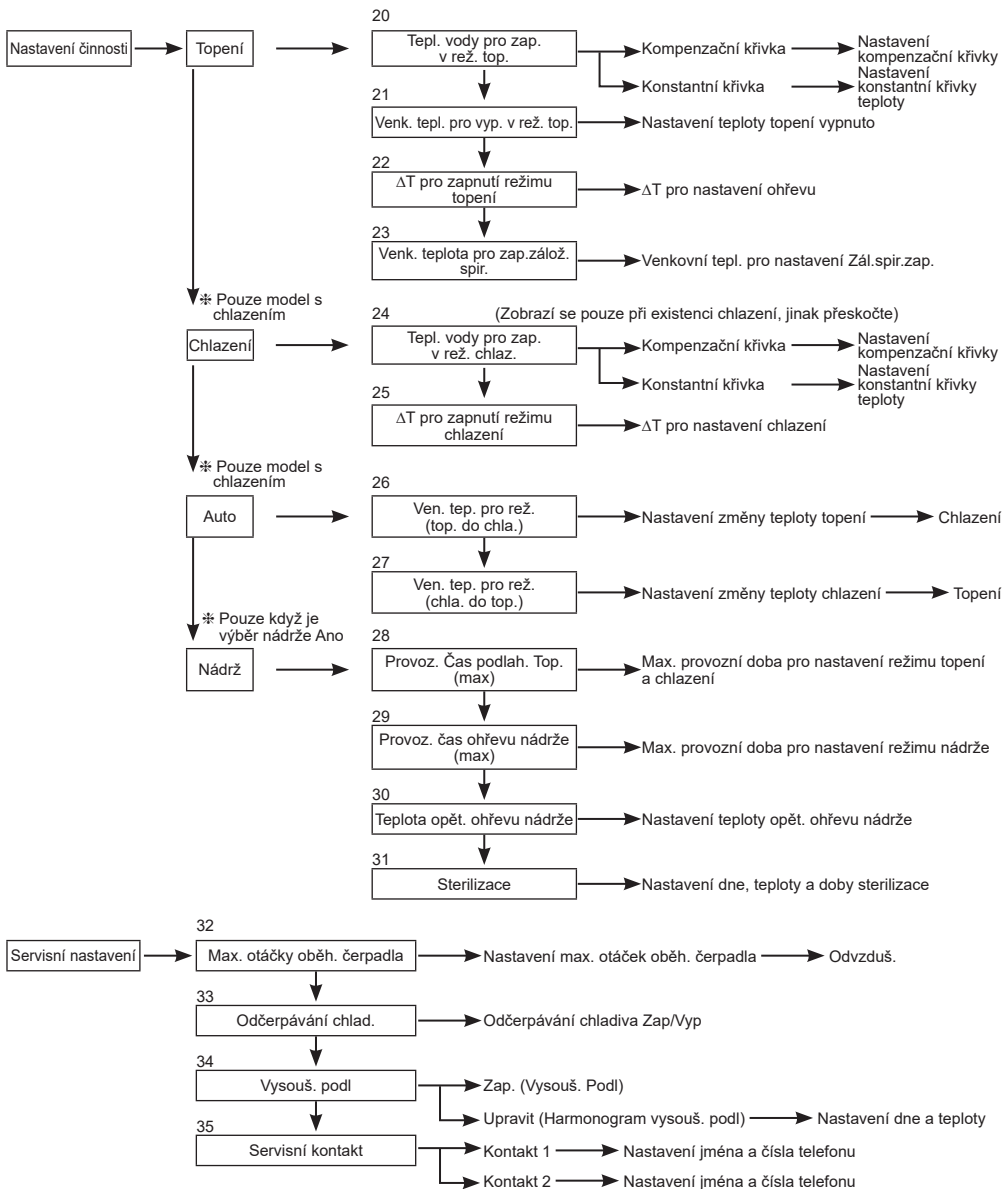 20
Nastavení činnosti
Topení
Tepl. vody pro zap.
v rež. top.
Kompenzační křivka
Nastavení
kompenzační křivky
Konstantní křivka
Nastavení
konstantní křivky
teploty
21
Venk. tepl. pro vyp. v rež. top.
Nastavení teploty topení vypnuto
22
ΔT pro zapnutí režimu
topení
ΔT pro nastavení ohřevu
23
Venk. teplota pro zap.zálož.
spir.
Venkovní tepl. pro nastavení Zál.spir.zap.
❉ Pouze model s
chlazením
24
(Zobrazí se pouze při existenci chlazení, jinak přeskočte)
Chlazení
Tepl. vody pro zap.
v rež. chlaz.
Kompenzační křivka
Nastavení
kompenzační křivky
Konstantní křivka
Nastavení
konstantní křivky
teploty
25
ΔT pro zapnutí režimu
chlazení
ΔT pro nastavení chlazení
❉ Pouze model s
chlazením
26
Auto
Ven. tep. pro rež.
(top. do chla.)
Nastavení změny teploty topení
Chlazení
27
Ven. tep. pro rež.
(chla. do top.)
Nastavení změny teploty chlazení
Topení
❉ Pouze když je
výběr nádrže Ano
28
Nádrž
Provoz. Čas podlah. Top.
(max)
Max. provozní doba pro nastavení režimu topení
a chlazení
29
Provoz. čas ohřevu nádrže
(max)
Max. provozní doba pro nastavení režimu nádrže
30
Teplota opět. ohřevu nádrže
Nastavení teploty opět. ohřevu nádrže
31
Sterilizace
Nastavení dne, teploty a doby sterilizace
32
Servisní nastavení
Max. otáčky oběh. čerpadla
Nastavení max. otáček oběh. čerpadla
Odvzduš.
33
Odčerpávání chlad.
Odčerpávání chladiva Zap/Vyp
34
Vysouš. podl
Zap. (Vysouš. Podl)
Upravit (Harmonogram vysouš. podl)
Nastavení dne a teploty
35
Servisní kontakt
Kontakt 1
Nastavení jména a čísla telefonu
Kontakt 2
Nastavení jména a čísla telefonu